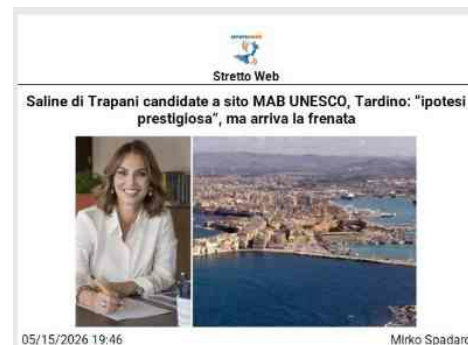 Stretto Web
Saline di Trapani candidate a sito MAB UNESCO, Tardino: “ipotesi
prestigiosa”, ma arriva la frenata
05/15/2026 19:46
Mirko Spadaro